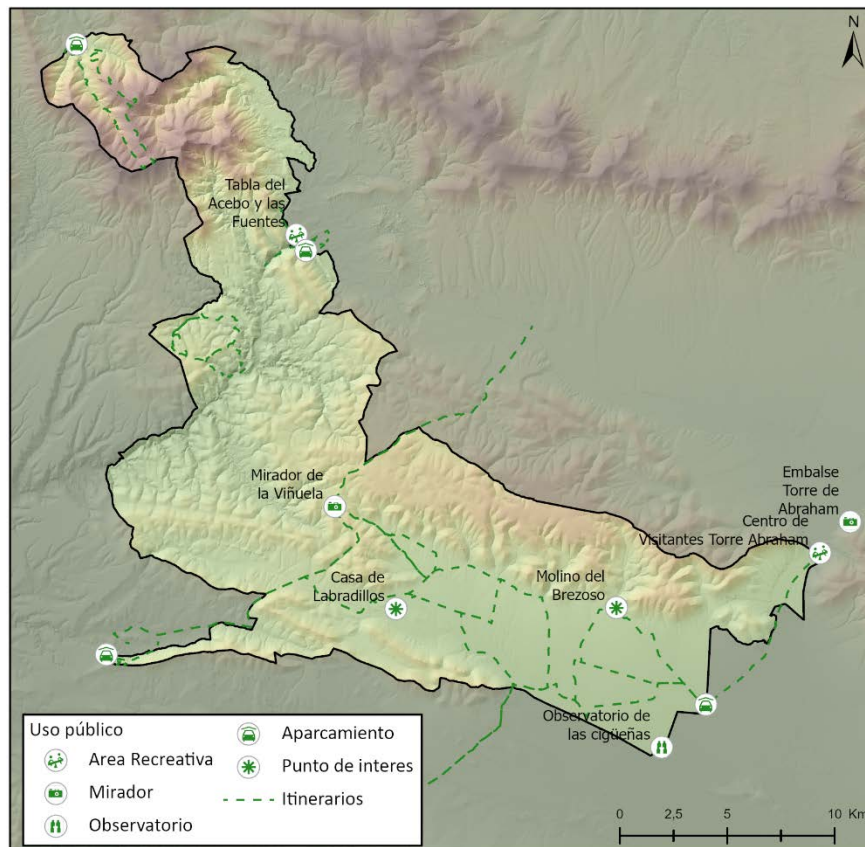 N
Tabla del
Acebo y las
Fuentes
Mirador de
la Viñuela
Embalse
Torre de
Abraham
Centro de
Visitantes Torre Abraham
Casa de
Labradillos
Molino del
Brezoso
Observatorio de
las cigüeñas
Uso público
Area Recreativa
Mirador
Observatorio
Aparcamiento
Punto de interes
Itinerarios
0 2,5 5 10 Km